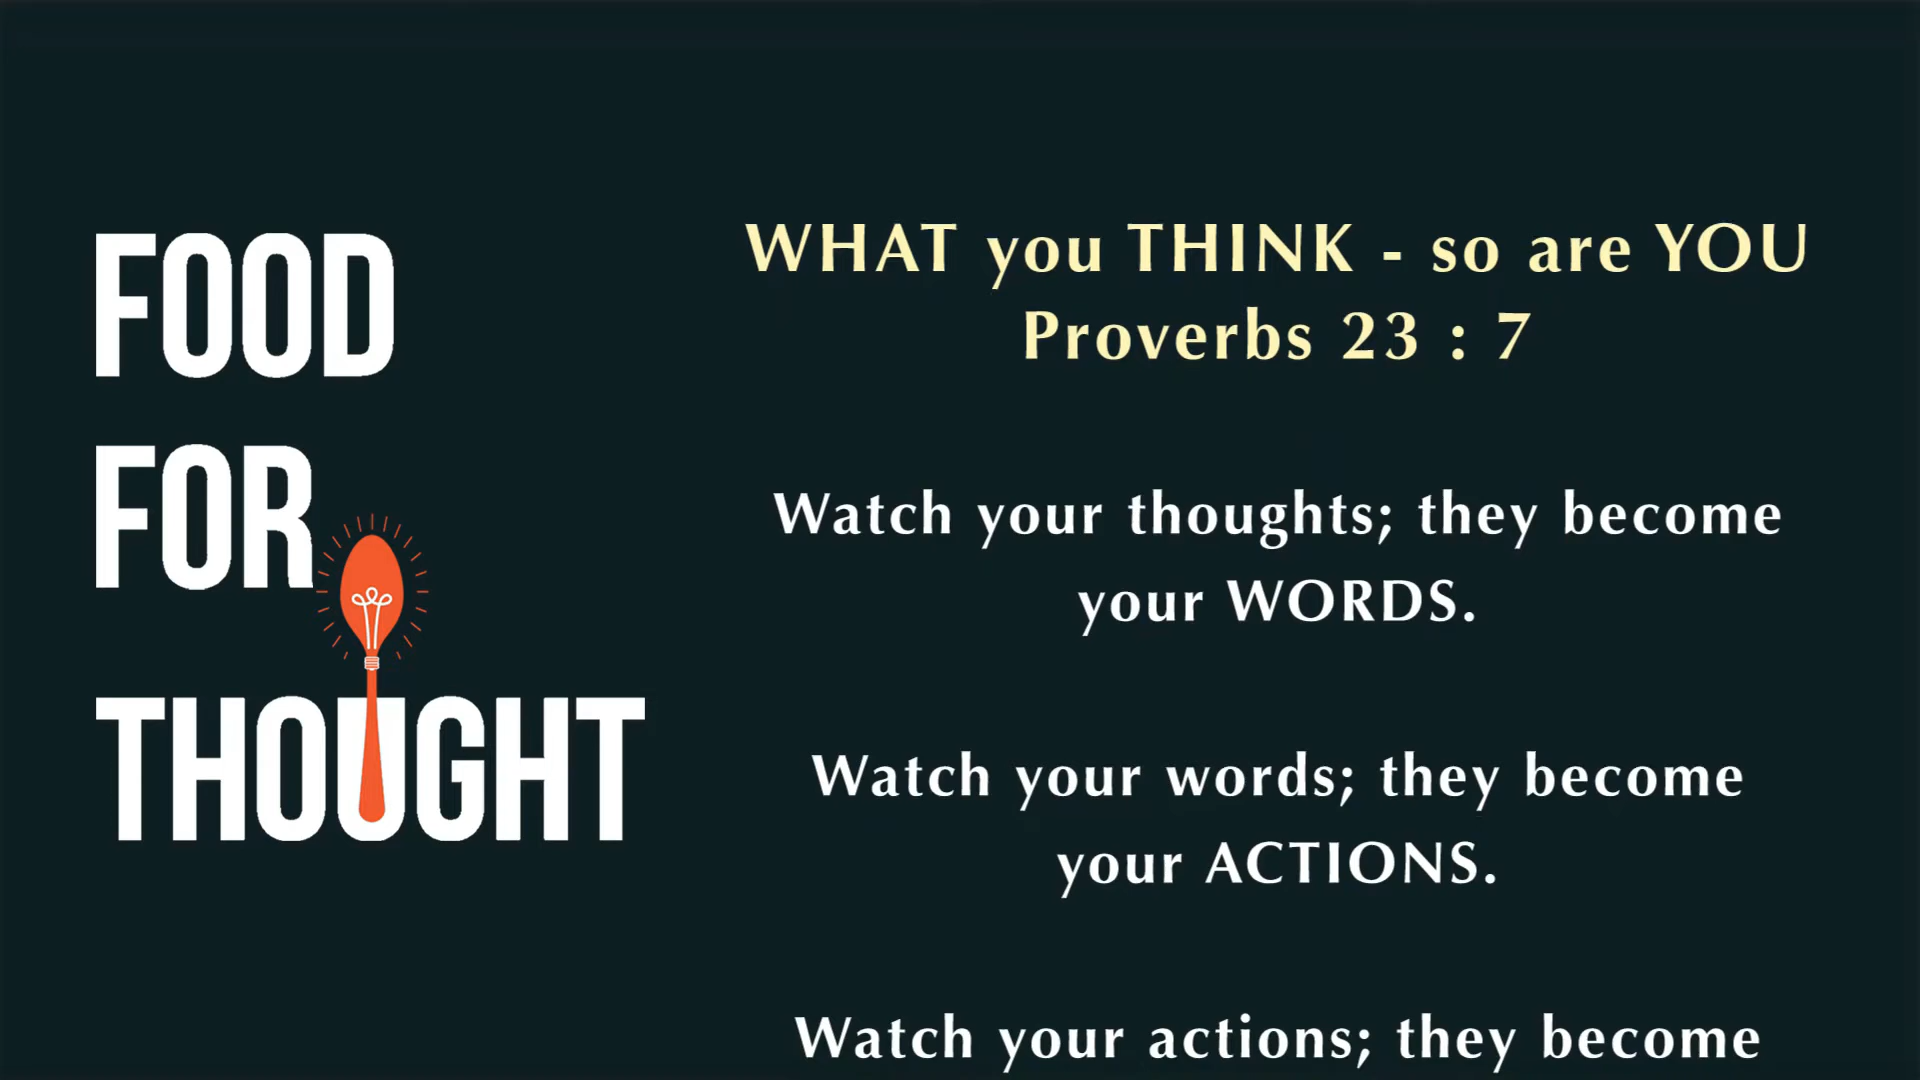 FOOD
FOR
THOUGHT
WHAT you THINK - so are YOU
Proverbs 23 : 7
Watch your thoughts; they become
your WORDS.
Watch your words; they become
your ACTIONS.
Watch your actions; they become